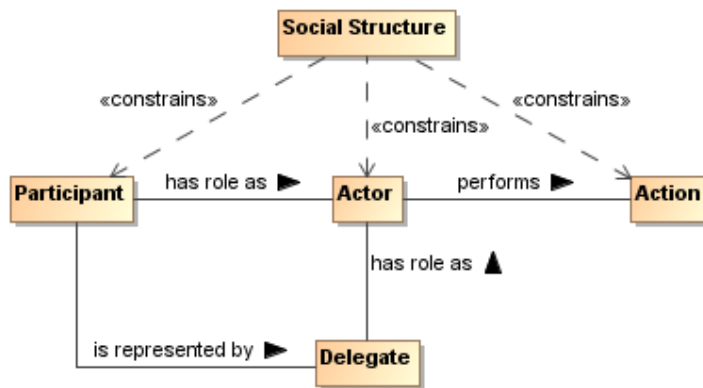 Social Structure
«constrains»
«constrains»
«constrains»
Participant
has role as
Actor
performs
Action
has role as
is represented by
Delegate